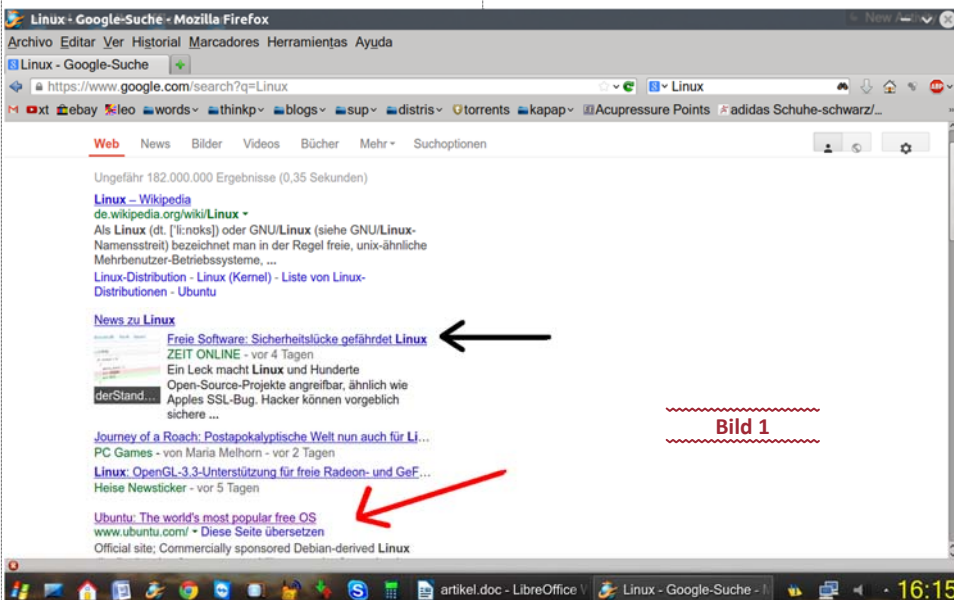 Linux - Google-Suche - Mozilla Firefox
New Activity
Archivo Editar Ver Historial Marcadores Herramientas Ayuda
Linux - Google-Suche
https://www.google.com/search?q=Linux
Linux
xt ebay leo words thinkp blogs sup distris torrents kapap Acupressure Points adidas Schuhe-schwarz/...
Web News Bilder Videos Bücher Mehr Suchoptionen
Ungefähr 182.000.000 Ergebnisse (0,35 Sekunden)
Linux – Wikipedia
de.wikipedia.org/wiki/Linux
Als Linux (dt. [ˈliːnʊks]) oder GNU/Linux (siehe GNU/Linux-
Namensstreit) bezeichnet man in der Regel freie, unix-ähnliche
Mehrbenutzer-Betriebssysteme, ...
Linux-Distribution - Linux (Kernel) - Liste von Linux-
Distributionen - Ubuntu
News zu Linux
Freie Software: Sicherheitslücke gefährdet Linux
ZEIT ONLINE - vor 4 Tagen
Ein Leck macht Linux und Hunderte
Open-Source-Projekte angreifbar, ähnlich wie
Apples SSL-Bug. Hacker können vorgeblich
sichere ...
derStand...
Journey of a Roach: Postapokalyptische Welt nun auch für Li...
PC Games - von Maria Melhorn - vor 2 Tagen
Linux: OpenGL-3.3-Unterstützung für freie Radeon- und GeF...
Heise Newsticker - vor 5 Tagen
Bild 1
Ubuntu: The world's most popular free OS
www.ubuntu.com/ Diese Seite übersetzen
Official site; Commercially sponsored Debian-derived Linux
artikel.doc - LibreOffice
Linux - Google-Suche -
16:15